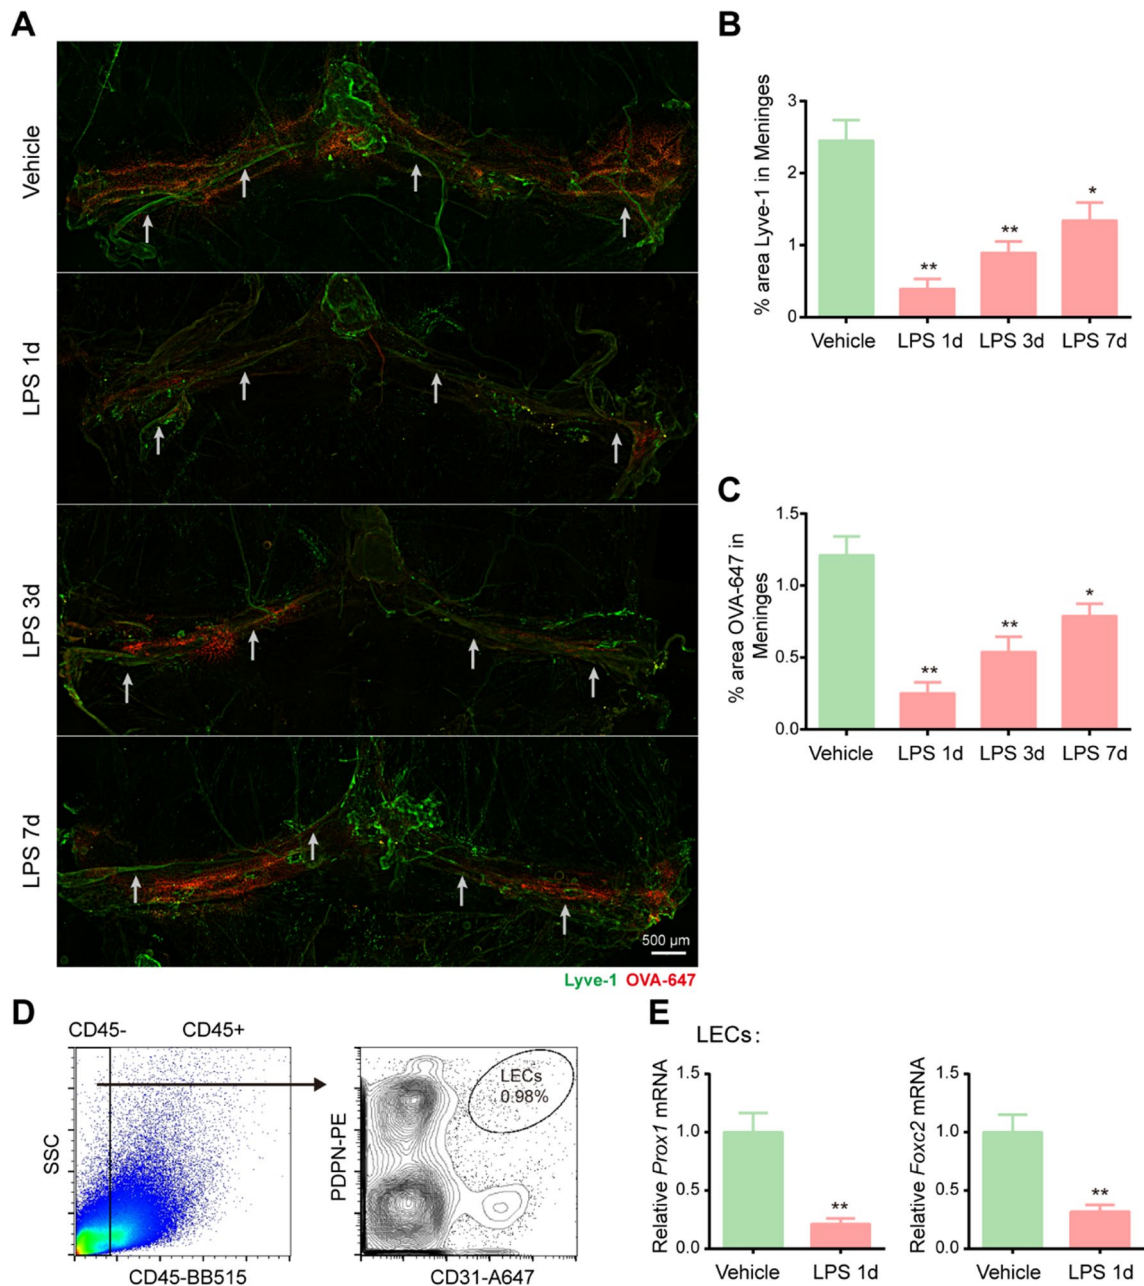 A
Vehicle
LPS 1d
LPS 3d
LPS 7d
500 µm
Lyve-1 OVA-647
B
% area Lyve-1 in Meninges
3
2
1
0
**
**
*
Vehicle LPS 1d LPS 3d LPS 7d
C
% area OVA-647 in
Meninges
1.5
1.0
0.5
0.0
**
**
*
Vehicle LPS 1d LPS 3d LPS 7d
D
CD45- CD45+
SSC
CD45-BB515
PDPN-PE
LECs
0.98%
CD31-A647
E
LECs:
Relative Prox1 mRNA
1.5
1.0
0.5
0.0
**
Vehicle LPS 1d
Relative Foxc2 mRNA
1.5
1.0
0.5
0.0
**
Vehicle LPS 1d